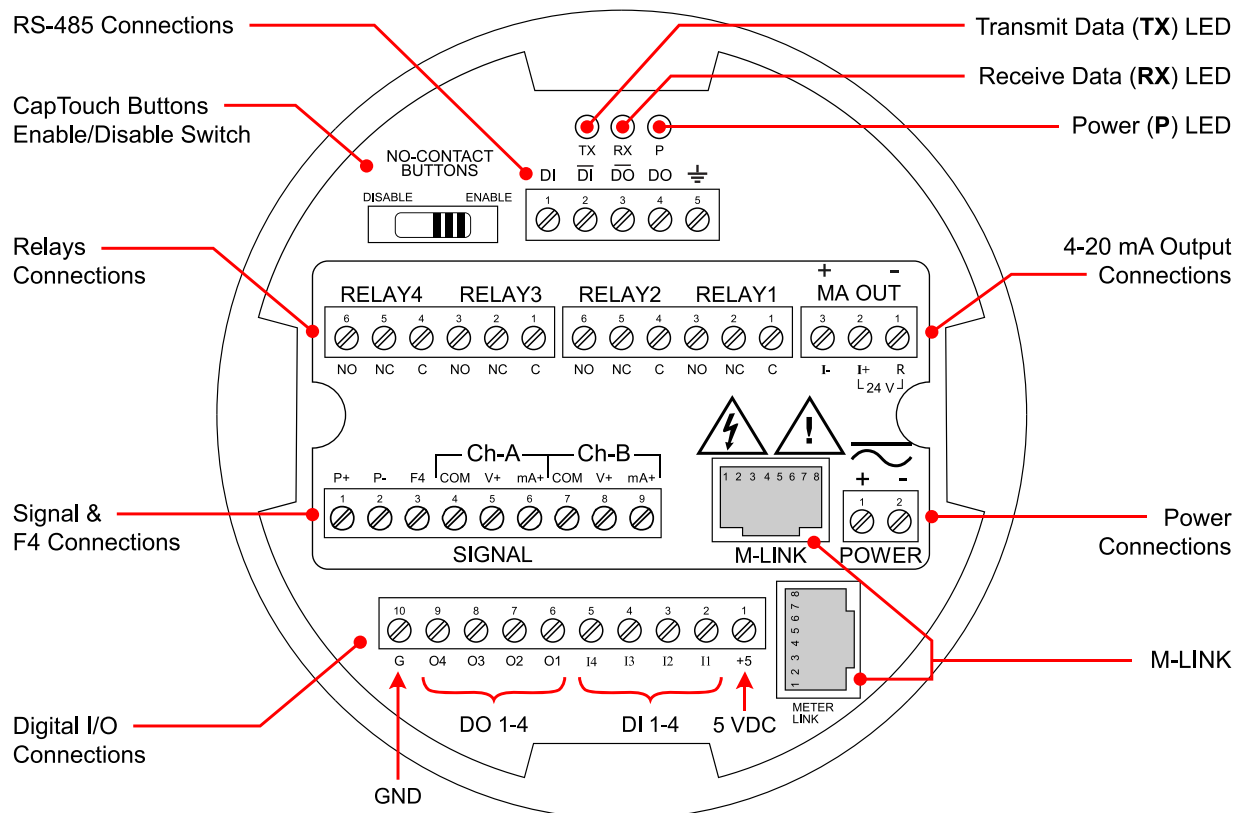 RS-485 Connections
Transmit Data (TX) LED
Receive Data (RX) LED
Power (P) LED
CapTouch Buttons
Enable/Disable Switch
TX RX P
NO-CONTACT
BUTTONS
DISABLE ENABLE
DI D̅I̅ D̅O̅ DO
1 2 3 4 5
Relays
Connections
4-20 mA Output
Connections
+ -
RELAY4 RELAY3 RELAY2 RELAY1 MA OUT
6 5 4 3 2 1 6 5 4 3 2 1 3 2 1
NO NC C NO NC C NO NC C NO NC C I- I+ R
24 V
Ch-A Ch-B
P+ P- F4 COM V+ mA+ COM V+ mA+
1 2 3 4 5 6 7 8 9
SIGNAL
Signal &
F4 Connections
1 2 3 4 5 6 7 8
M-LINK
+ -
1 2
POWER
Power
Connections
10 9 8 7 6 5 4 3 2 1
G O4 O3 O2 O1 I4 I3 I2 I1 +5
DO 1-4 DI 1-4 5 VDC
GND
1 2 3 4 5 6 7 8
METER
LINK
M-LINK
Digital I/O
Connections